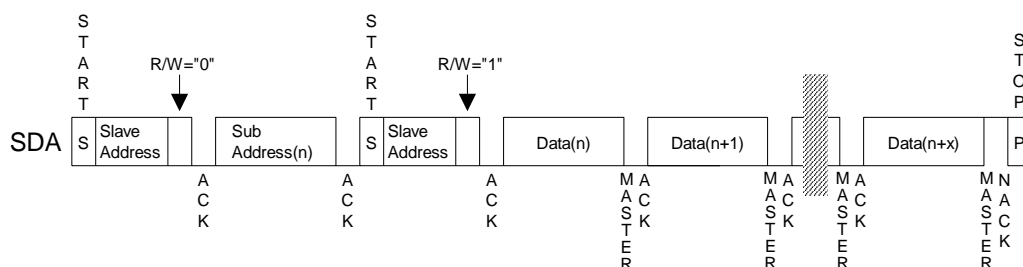 START
START
STOP
R/W="0"
R/W="1"
SDA
S
Slave
Address
Sub
Address(n)
S
Slave
Address
Data(n)
Data(n+1)
Data(n+x)
P
ACK
ACK
ACK
MASTER
ACK
MASTER
ACK
MASTER
ACK
MASTER
NACK